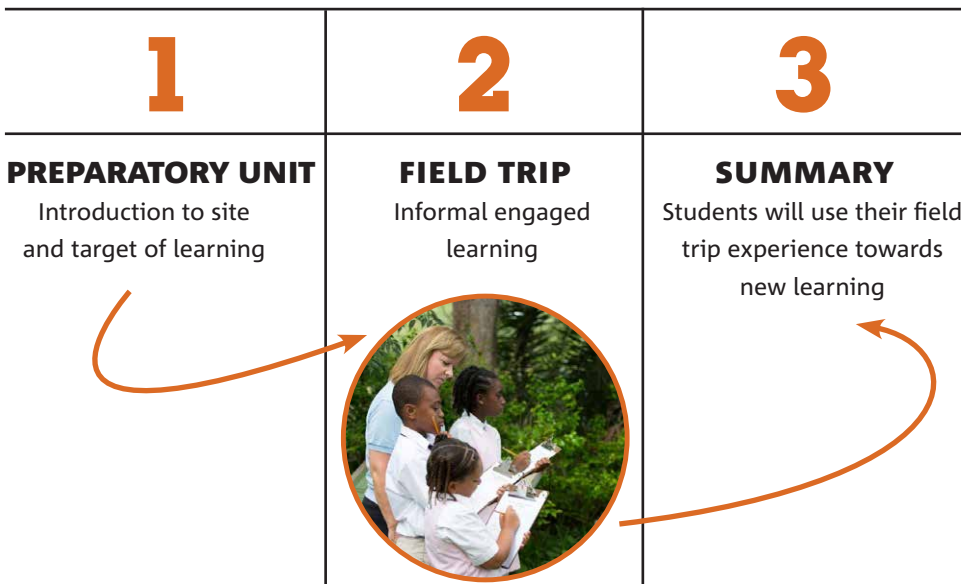 1
PREPARATORY UNIT
Introduction to site
and target of learning
2
FIELD TRIP
Informal engaged
learning
3
SUMMARY
Students will use their field
trip experience towards
new learning